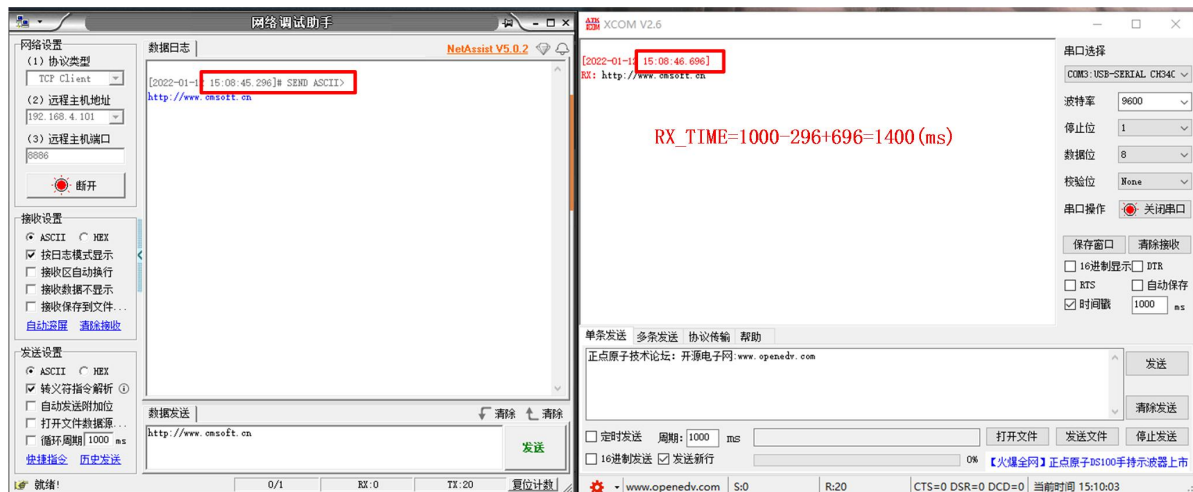 网络调试助手
网络设置
(1) 协议类型
TCP Client
(2) 远程主机地址
192.168.4.101
(3) 远程主机端口
8886
断开
接收设置
ASCII HEX
按日志模式显示
接收区自动换行
接收数据不显示
接收保存到文件...
自动滚屏 清除接收
发送设置
ASCII HEX
转义符指令解析
自动发送附加位
打开文件数据源...
循环周期 1000 ms
快捷指令 历史发送
就绪!
数据日志
NetAssist V5.0.2
[2022-01-12 15:08:45.296]# SEND ASCII>
http://www.cmsoft.cn
数据发送
清除 清除
http://www.cmsoft.cn
发送
0/1 RX:0 TX:20 复位计数
ATK
XCOM V2.6
[2022-01-12 15:08:46.696]
RX: http://www.cmsoft.cn
RX_TIME=1000-296+696=1400(ms)
串口选择
COM3:USB-SERIAL CH34C
波特率 9600
停止位 1
数据位 8
校验位 None
串口操作 关闭串口
保存窗口 清除接收
16进制显示 DTR
RTS 自动保存
时间戳 1000 ms
单条发送 多条发送 协议传输 帮助
正点原子技术论坛: 开源电子网:www.openedv.com
发送
清除发送
定时发送 周期: 1000 ms 打开文件 发送文件 停止发送
16进制发送 发送新行 0% 【火爆全网】正点原子DS100手持示波器上市
www.openedv.com S:0 R:20 CTS=0 DSR=0 DCD=0 当前时间 15:10:03